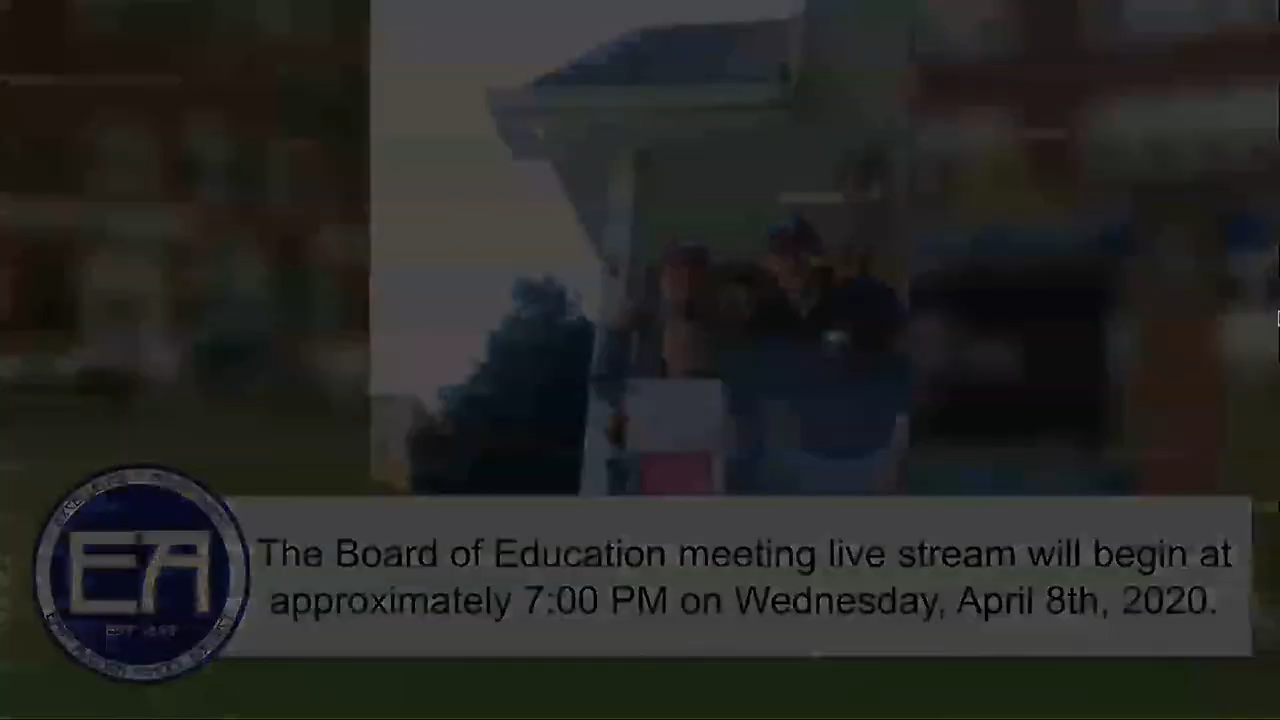 EA
The Board of Education meeting live stream will begin at
approximately 7:00 PM on Wednesday, April 8th, 2020.